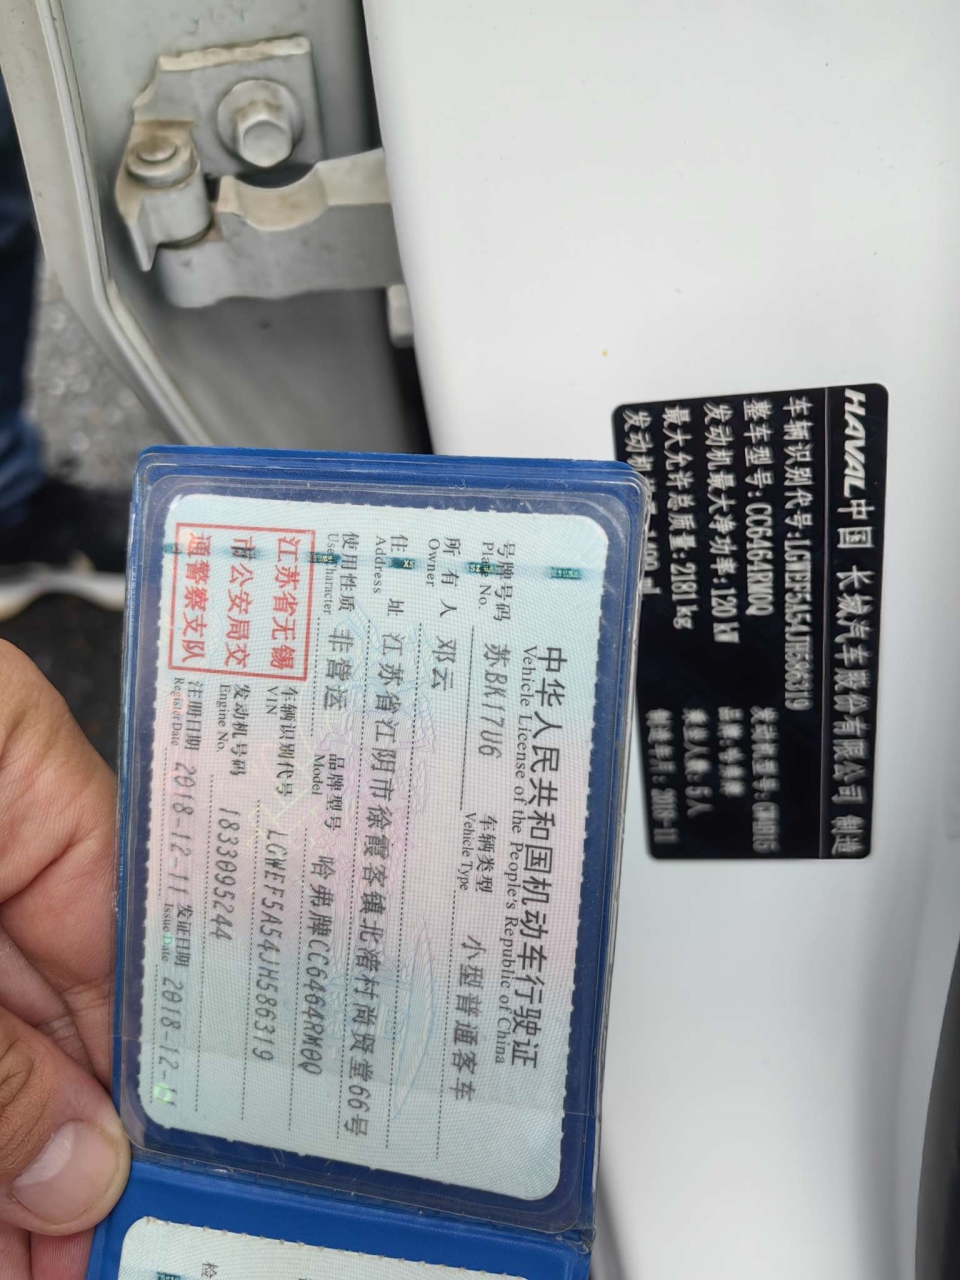 HAVAL 中国 长城汽车股份有限公司 制造
车辆识别代号:LGWEF5A54JH586319
整车型号:CC6464RM0Q
发动机最大净功率:120 kW
品牌:哈弗牌
最大允许总质量:2181 kg
乘坐人数:5人
中华人民共和国机动车行驶证
Vehicle License of the People's Republic of China
号牌号码 苏BK17U6 车辆类型 小型普通客车
Plate No. Vehicle Type
所有人 邓云
Owner
住址 江苏省江阴市徐霞客镇北渚村尚贤堂66号
Address
使用性质 非营运 品牌型号 哈弗牌CC6464RM0Q
Use Character Model
江苏省无锡
市公安局交
通警察支队
车辆识别代号 LGWEF5A54JH586319
VIN
发动机号码 1833095244
Engine No.
注册日期 2018-12-11 发证日期 2018-12-11
Register Date Issue Date